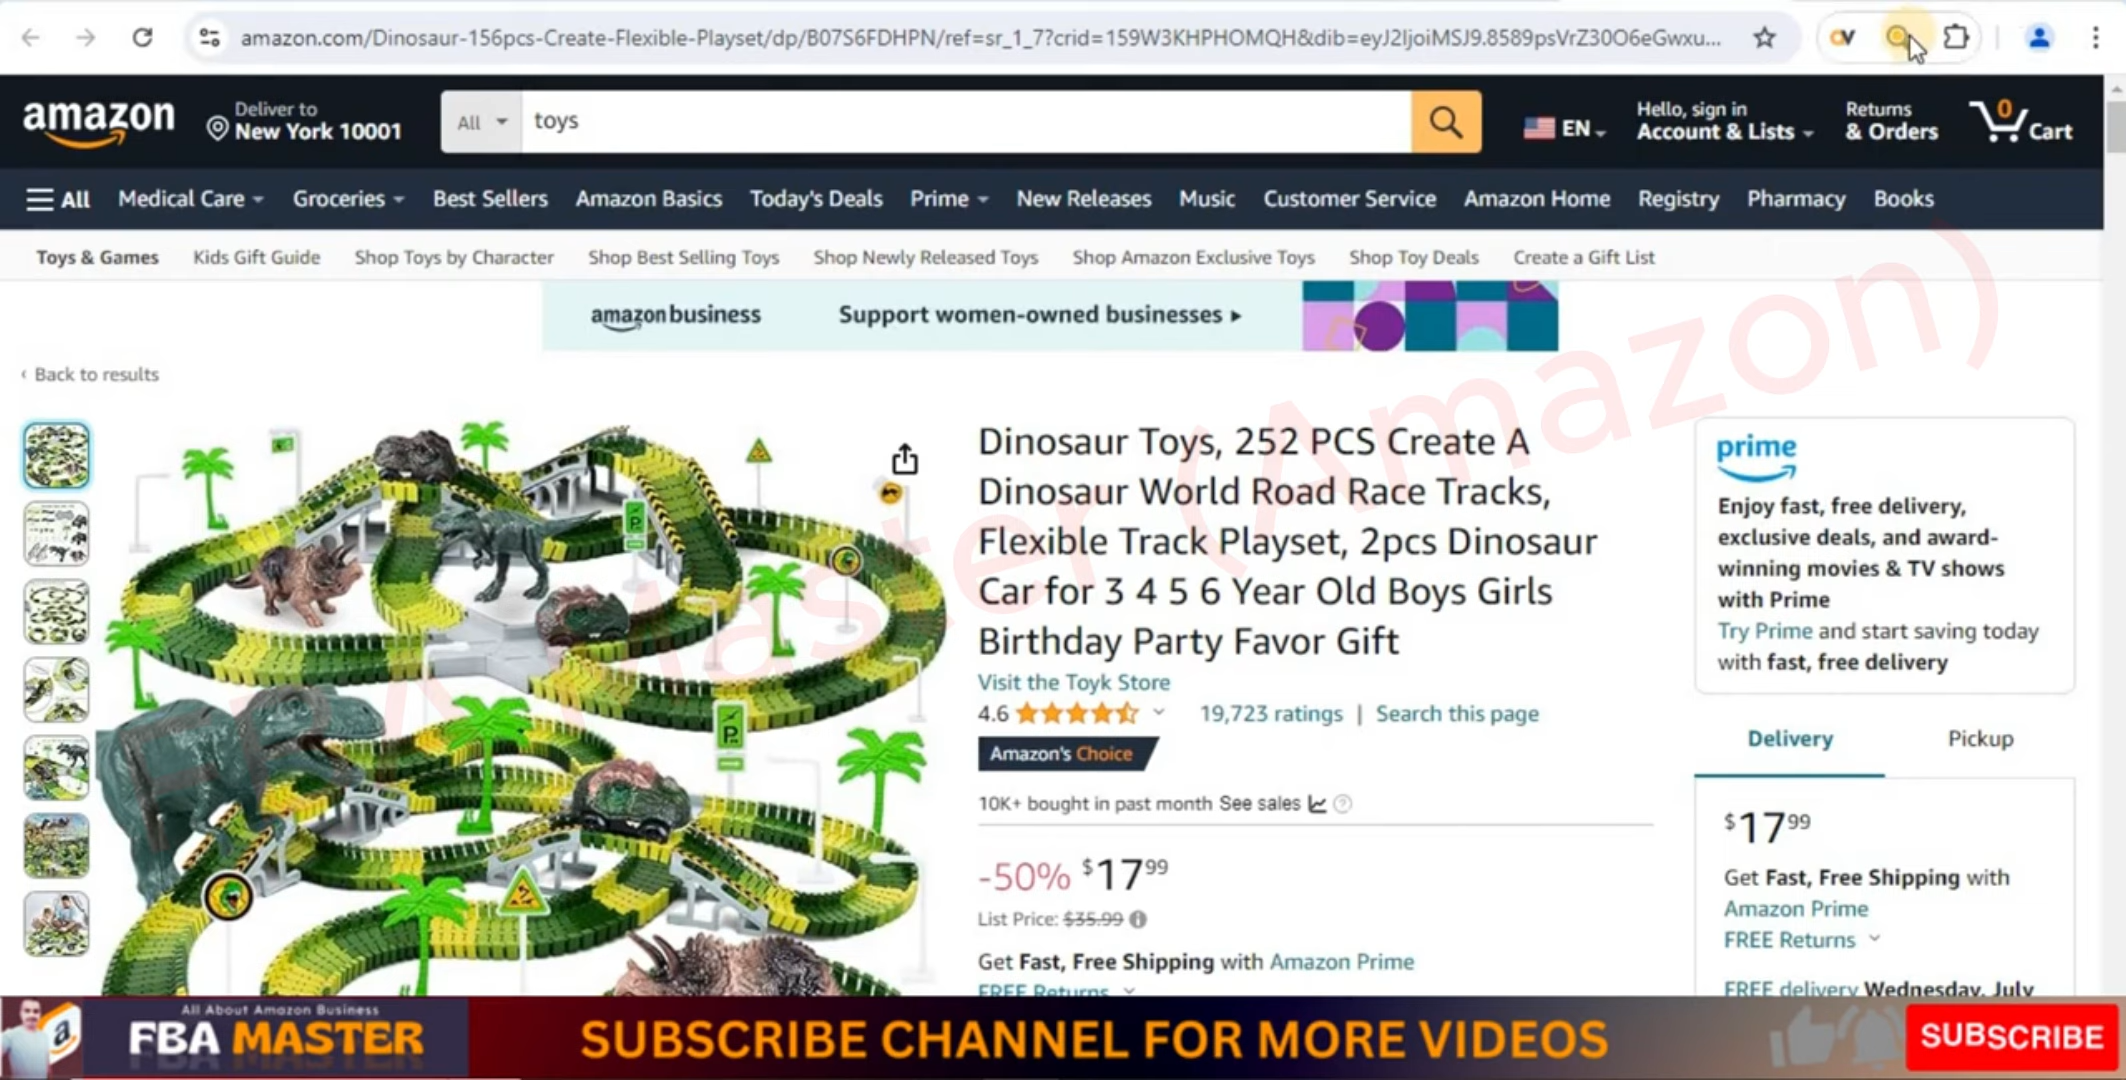 amazon.com/Dinosaur-156pcs-Create-Flexible-Playset/dp/B07S6FDHPN/ref=sr_1_7?crid=159W3KHPHOMQH&dib=eyJ2IjoiMSJ9.8589psVrZ30O6eGwxu...
amazon
Deliver to
New York 10001
All
toys
EN
Hello, sign in
Account & Lists
Returns
& Orders
0
Cart
All Medical Care Groceries Best Sellers Amazon Basics Today's Deals Prime New Releases Music Customer Service Amazon Home Registry Pharmacy Books
Toys & Games Kids Gift Guide Shop Toys by Character Shop Best Selling Toys Shop Newly Released Toys Shop Amazon Exclusive Toys Shop Toy Deals Create a Gift List
amazon business Support women-owned businesses ▸
‹ Back to results
Dinosaur Toys, 252 PCS Create A
Dinosaur World Road Race Tracks,
Flexible Track Playset, 2pcs Dinosaur
Car for 3 4 5 6 Year Old Boys Girls
Birthday Party Favor Gift
Visit the Toyk Store
4.6 19,723 ratings | Search this page
Amazon's Choice
10K+ bought in past month See sales
-50% $17.99
List Price: $35.99
Get Fast, Free Shipping with Amazon Prime
FREE Returns
prime
Enjoy fast, free delivery,
exclusive deals, and award-
winning movies & TV shows
with Prime
Try Prime and start saving today
with fast, free delivery
Delivery Pickup
$17.99
Get Fast, Free Shipping with
Amazon Prime
FREE Returns
FREE delivery Wednesday, July
P
P
Master (Amazon)
All About Amazon Business
FBA MASTER
SUBSCRIBE CHANNEL FOR MORE VIDEOS
SUBSCRIBE